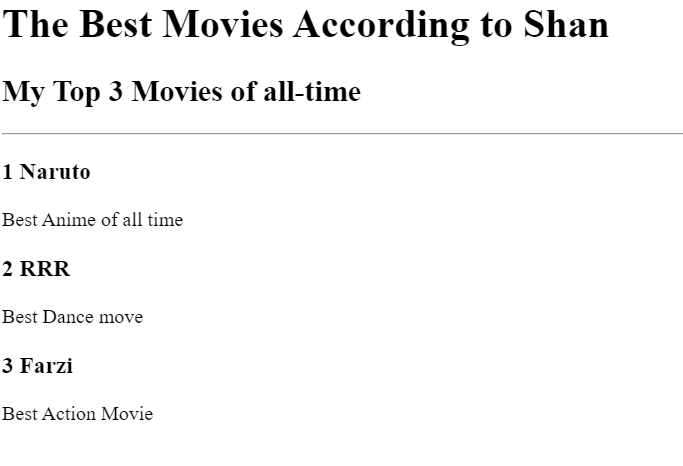 The Best Movies According to Shan
My Top 3 Movies of all-time
1 Naruto
Best Anime of all time
2 RRR
Best Dance move
3 Farzi
Best Action Movie